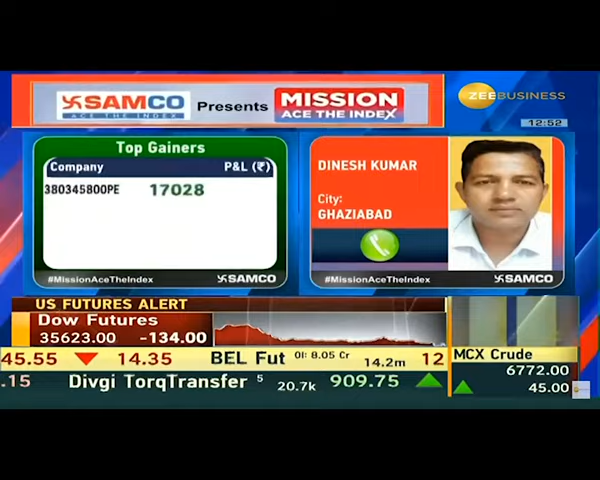 SAMCO
ACE THE INDEX
Presents
MISSION
ACE THE INDEX
ZEE BUSINESS
12:52
Top Gainers
Company P&L (₹)
380345800PE 17028
#MissionAceTheIndex SAMCO
DINESH KUMAR
City:
GHAZIABAD
#MissionAceTheIndex SAMCO
US FUTURES ALERT
Dow Futures
35623.00 -134.00
45.55 14.35 BEL Fut OI: 8.05 Cr 14.2m 12
.15 Divgi TorqTransfer 5 20.7k 909.75
MCX Crude
6772.00
45.00